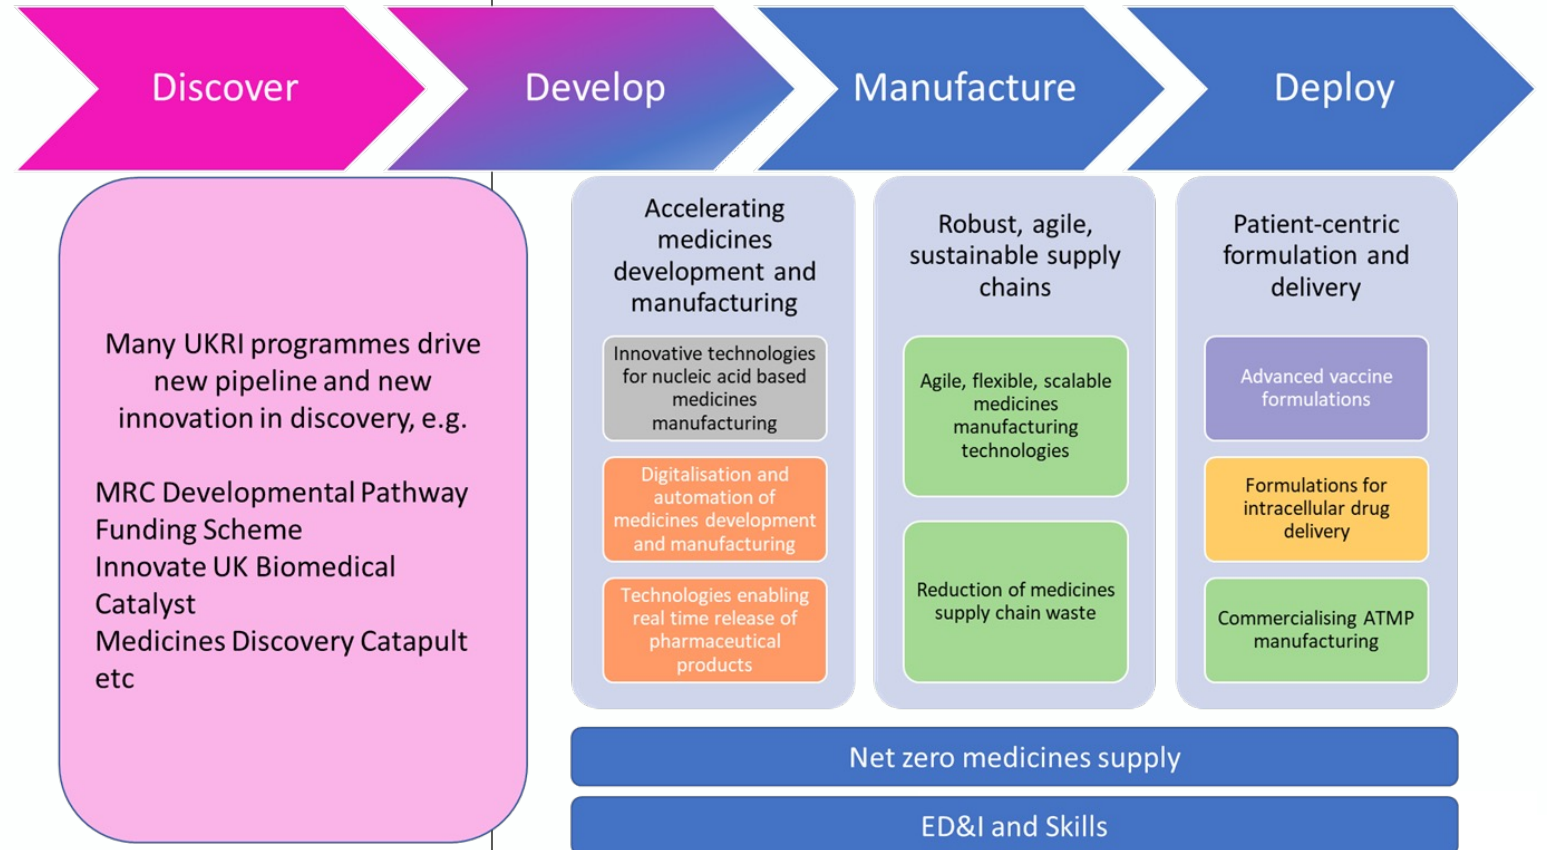 Discover
Develop
Manufacture
Deploy
Many UKRI programmes drive
new pipeline and new
innovation in discovery, e.g.
MRC Developmental Pathway
Funding Scheme
Innovate UK Biomedical
Catalyst
Medicines Discovery Catapult
etc
Accelerating
medicines
development and
manufacturing
Innovative technologies
for nucleic acid based
medicines
manufacturing
Digitalisation and
automation of
medicines development
and manufacturing
Technologies enabling
real time release of
pharmaceutical
products
Robust, agile,
sustainable supply
chains
Agile, flexible, scalable
medicines
manufacturing
technologies
Reduction of medicines
supply chain waste
Patient-centric
formulation and
delivery
Advanced vaccine
formulations
Formulations for
intracellular drug
delivery
Commercialising ATMP
manufacturing
Net zero medicines supply
ED&I and Skills